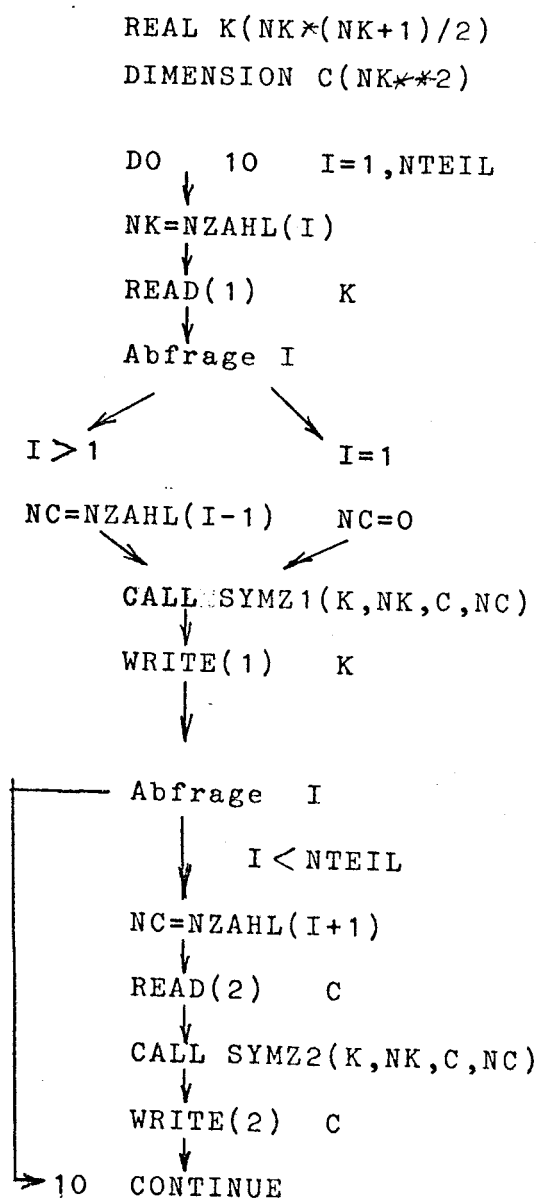 REAL K(NK*(NK+1)/2)
DIMENSION C(NK**2)
DO 10 I=1,NTEIL
NK=NZAHL(I)
READ(1) K
Abfrage I
I>1 I=1
NC=NZAHL(I-1) NC=0
CALL SYMZ1(K,NK,C,NC)
WRITE(1) K
Abfrage I
I<NTEIL
NC=NZAHL(I+1)
READ(2) C
CALL SYMZ2(K,NK,C,NC)
WRITE(2) C
10 CONTINUE